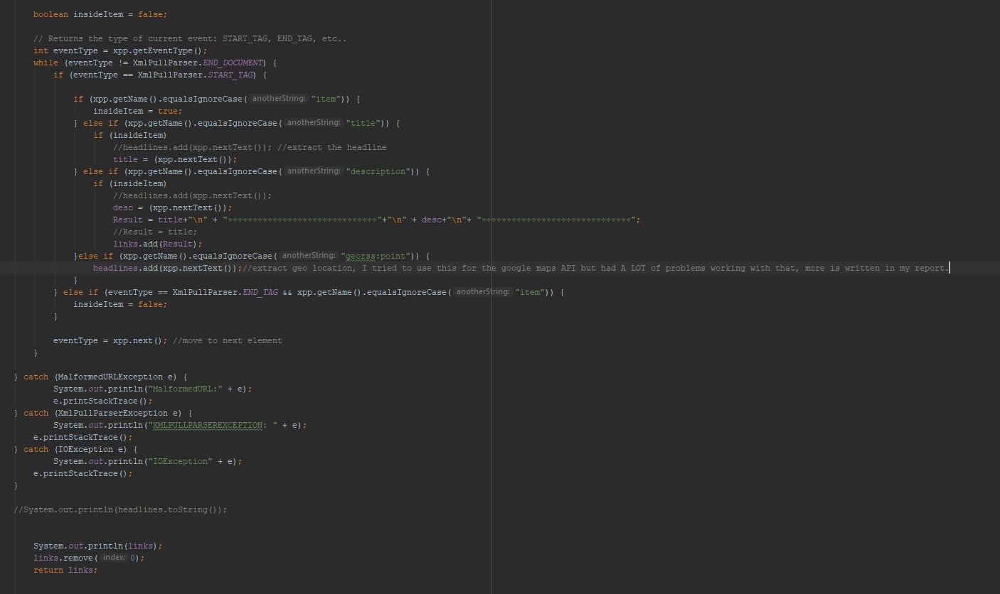 boolean insideItem = false;
// Returns the type of current event: START_TAG, END_TAG, etc..
int eventType = xpp.getEventType();
while (eventType != XmlPullParser.END_DOCUMENT) {
if (eventType == XmlPullParser.START_TAG) {
if (xpp.getName().equalsIgnoreCase( anotherString: "item")) {
insideItem = true;
} else if (xpp.getName().equalsIgnoreCase( anotherString: "title")) {
if (insideItem)
//headlines.add(xpp.nextText()); //extract the headline
title = (xpp.nextText());
} else if (xpp.getName().equalsIgnoreCase( anotherString: "description")) {
if (insideItem)
//headlines.add(xpp.nextText());
desc = (xpp.nextText());
Result = title+"\n" + "÷÷÷÷÷÷÷÷÷÷÷÷÷÷÷÷÷÷÷÷÷÷÷÷÷÷÷÷÷÷"+"\n" + desc+"\n"+ "÷÷÷÷÷÷÷÷÷÷÷÷÷÷÷÷÷÷÷÷÷÷÷÷÷÷÷÷÷÷";
//Result = title;
links.add(Result);
}else if (xpp.getName().equalsIgnoreCase( anotherString: "georss:point")) {
headlines.add(xpp.nextText());//extract geo location, I tried to use this for the google maps API but had A LOT of problems working with that, more is written in my report.
}
} else if (eventType == XmlPullParser.END_TAG && xpp.getName().equalsIgnoreCase( anotherString: "item")) {
insideItem = false;
}
eventType = xpp.next(); //move to next element
}
} catch (MalformedURLException e) {
System.out.println("MalformedURL:" + e);
e.printStackTrace();
} catch (XmlPullParserException e) {
System.out.println("XMLPULLPARSEREXCEPTION: " + e);
e.printStackTrace();
} catch (IOException e) {
System.out.println("IOException" + e);
e.printStackTrace();
}
//System.out.println(headlines.toString());
System.out.println(links);
links.remove( index: 0);
return links;